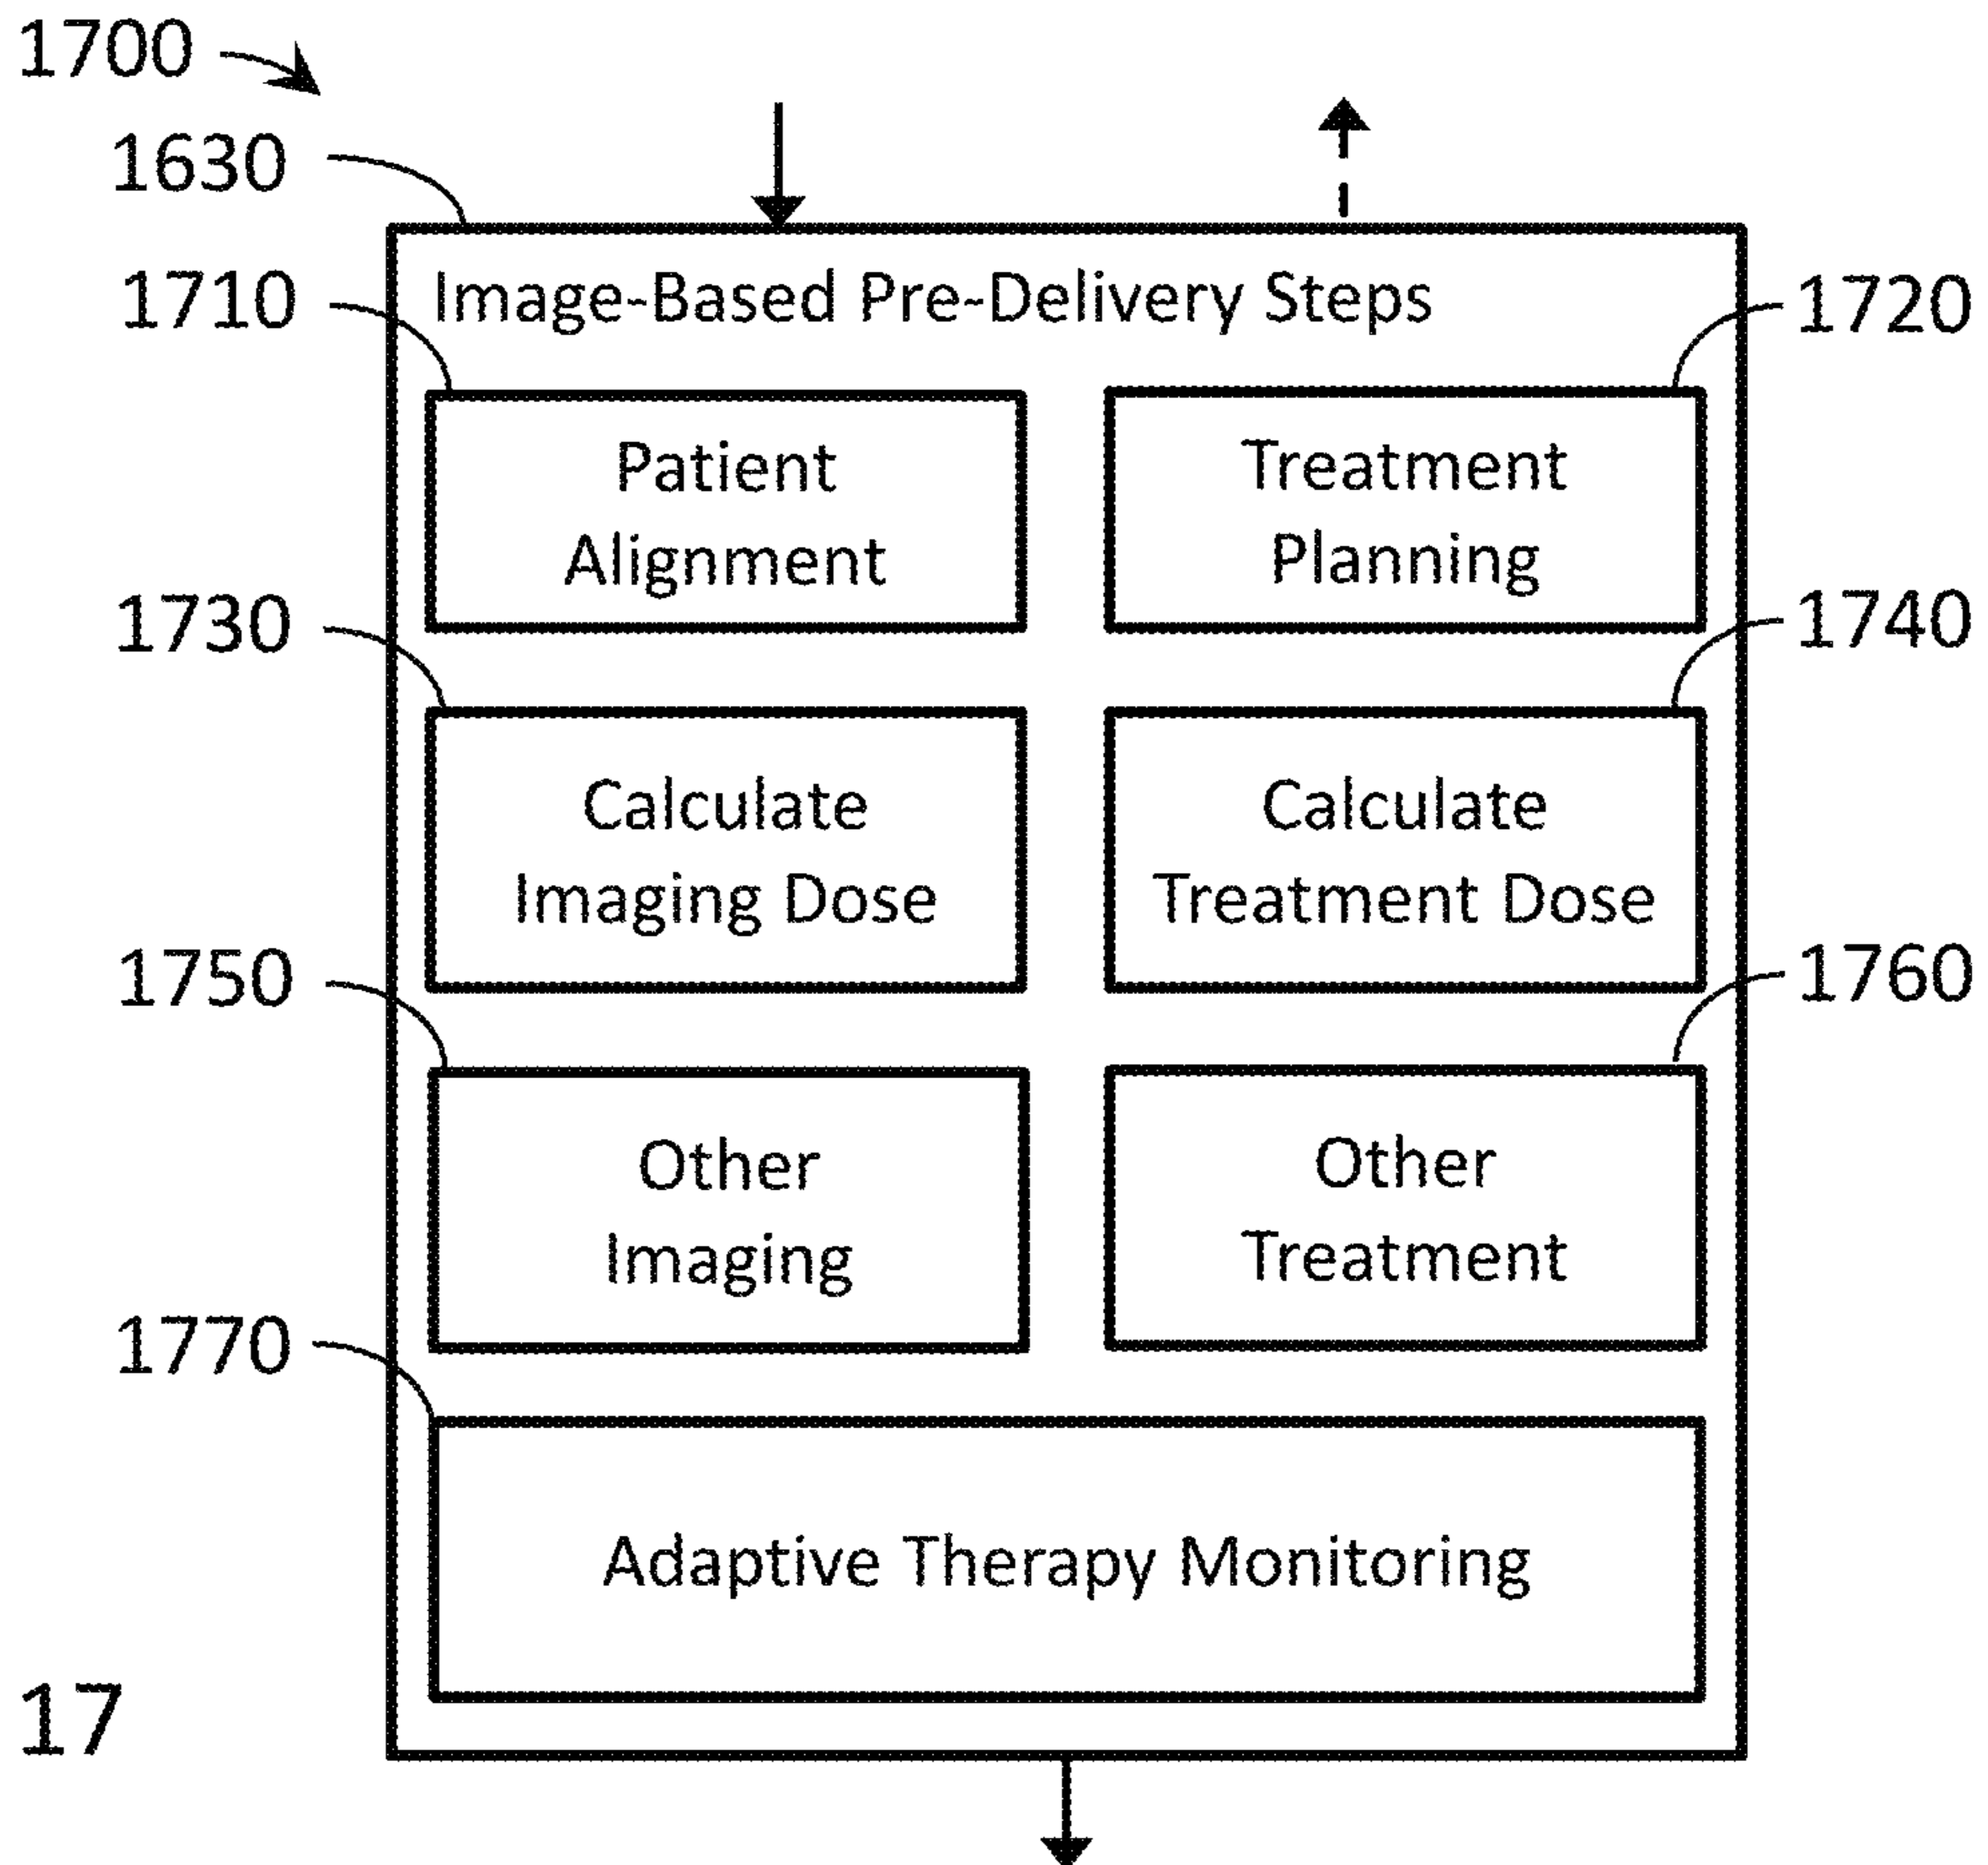 1700
1630
1710
Image-Based Pre-Delivery Steps
1720
Patient
Alignment
Treatment
Planning
1730
1740
Calculate
Imaging Dose
Calculate
Treatment Dose
1750
1760
Other
Imaging
Other
Treatment
1770
Adaptive Therapy Monitoring
17